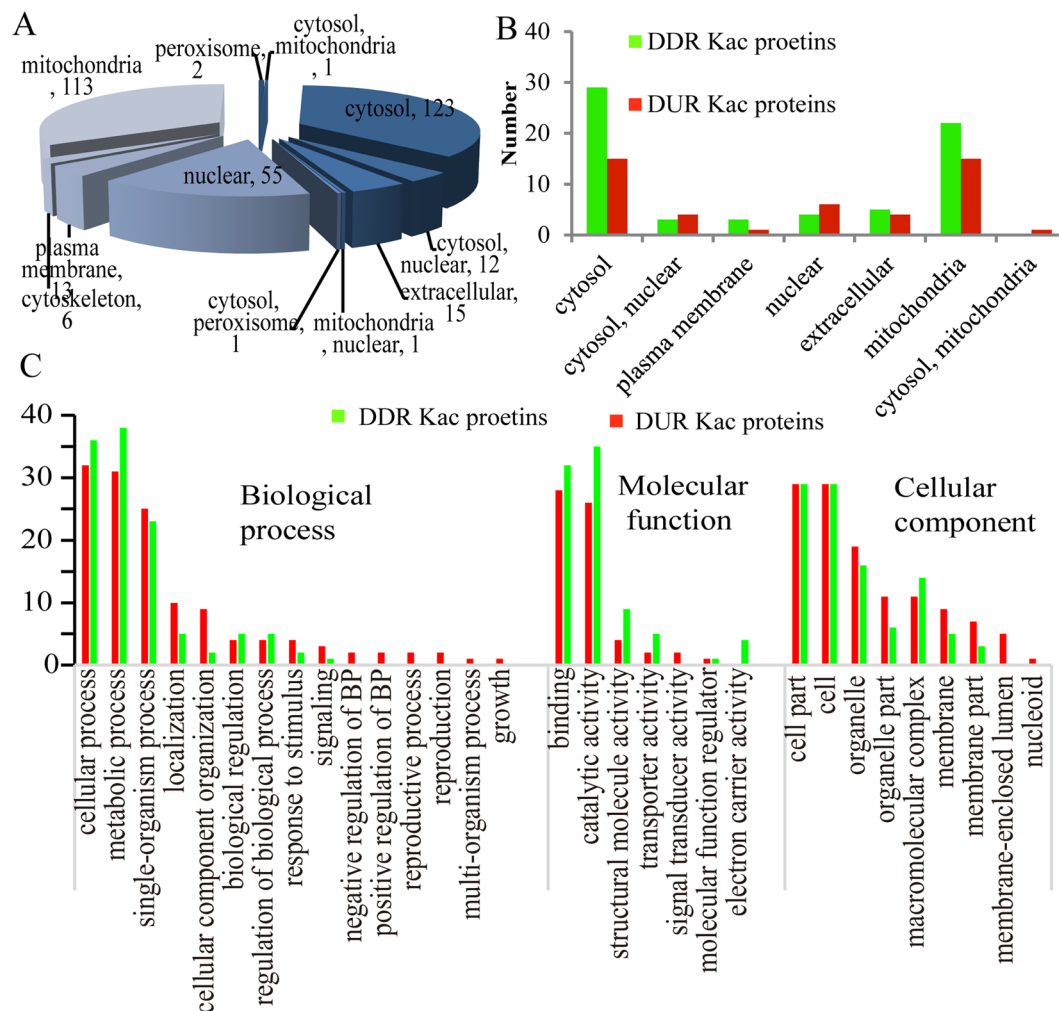 A
cytosol,
peroxisome, mitochondria
2
, 1
mitochondria
, 113
cytosol, 123
nuclear, 55
plasma
membrane,
13
cytoskeleton,
6
cytosol,
nuclear, 12
extracellular,
15
cytosol,
peroxisome,
1
mitochondria
, nuclear, 1
B
DDR Kac proetins
DUR Kac proteins
Number
40
30
20
10
0
cytosol
cytosol, nuclear
plasma membrane
nuclear
extracellular
mitochondria
cytosol, mitochondria
C
DDR Kac proetins
DUR Kac proteins
40
30
20
10
0
Biological
process
Molecular
function
Cellular
component
cellular process
metabolic process
single-organism process
localization
cellular component organization
biological regulation
regulation of biological process
response to stimulus
signaling
negative regulation of BP
positive regulation of BP
reproductive process
reproduction
multi-organism process
growth
binding
catalytic activity
structural molecule activity
transporter activity
signal transducer activity
molecular function regulator
electron carrier activity
cell part
cell
organelle
organelle part
macromolecular complex
membrane
membrane part
membrane-enclosed lumen
nucleoid